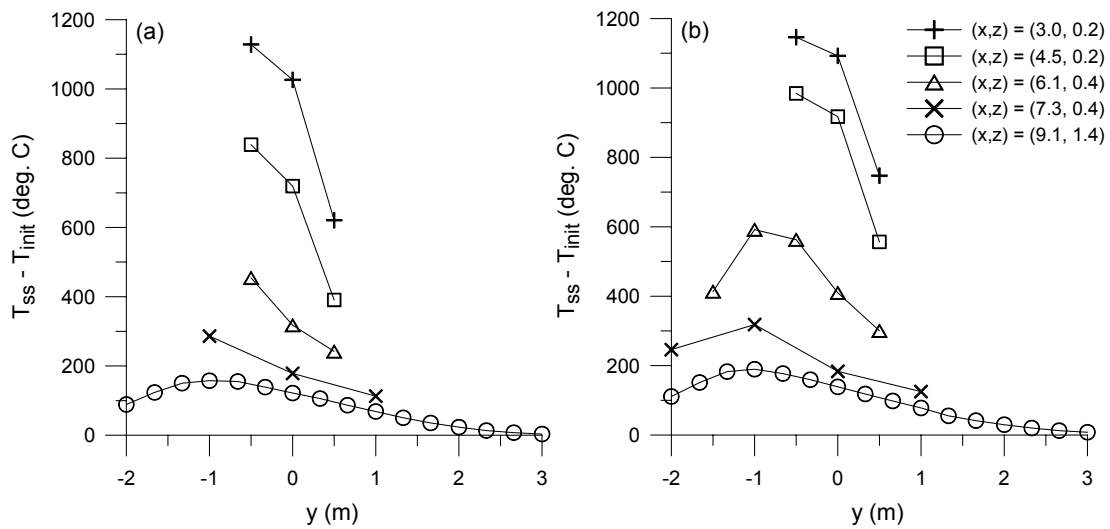 (a)
1200
1000
800
600
400
200
0
T_ss - T_init (deg. C)
-2 -1 0 1 2 3
y (m)
(b)
1200
1000
800
600
400
200
0
T_ss - T_init (deg. C)
-2 -1 0 1 2 3
y (m)
(x,z) = (3.0, 0.2)
(x,z) = (4.5, 0.2)
(x,z) = (6.1, 0.4)
(x,z) = (7.3, 0.4)
(x,z) = (9.1, 1.4)